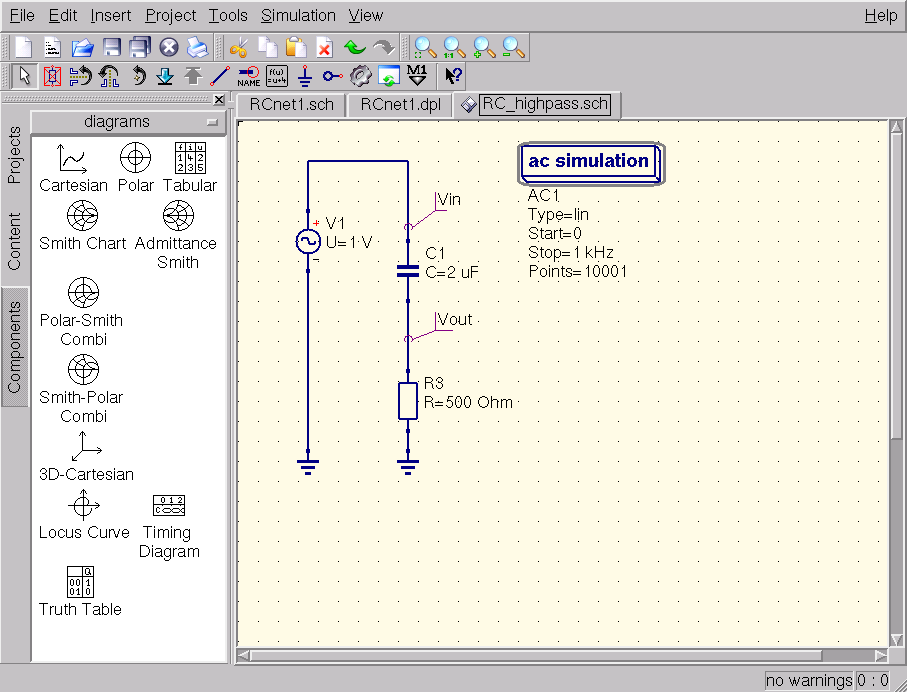 File Edit Insert Project Tools Simulation View Help
NAME f(u) =u+4 M1 ?
RCnet1.sch RCnet1.dpl RC_highpass.sch
diagrams
Projects
Content
Components
Cartesian Polar Tabular
Smith Chart Admittance
Smith
Polar-Smith
Combi
Smith-Polar
Combi
3D-Cartesian
Locus Curve Timing
Diagram
Truth Table
ac simulation
AC1
Type=lin
Start=0
Stop=1 kHz
Points=10001
Vin
V1
U=1 V
C1
C=2 uF
Vout
R3
R=500 Ohm
no warnings 0 : 0